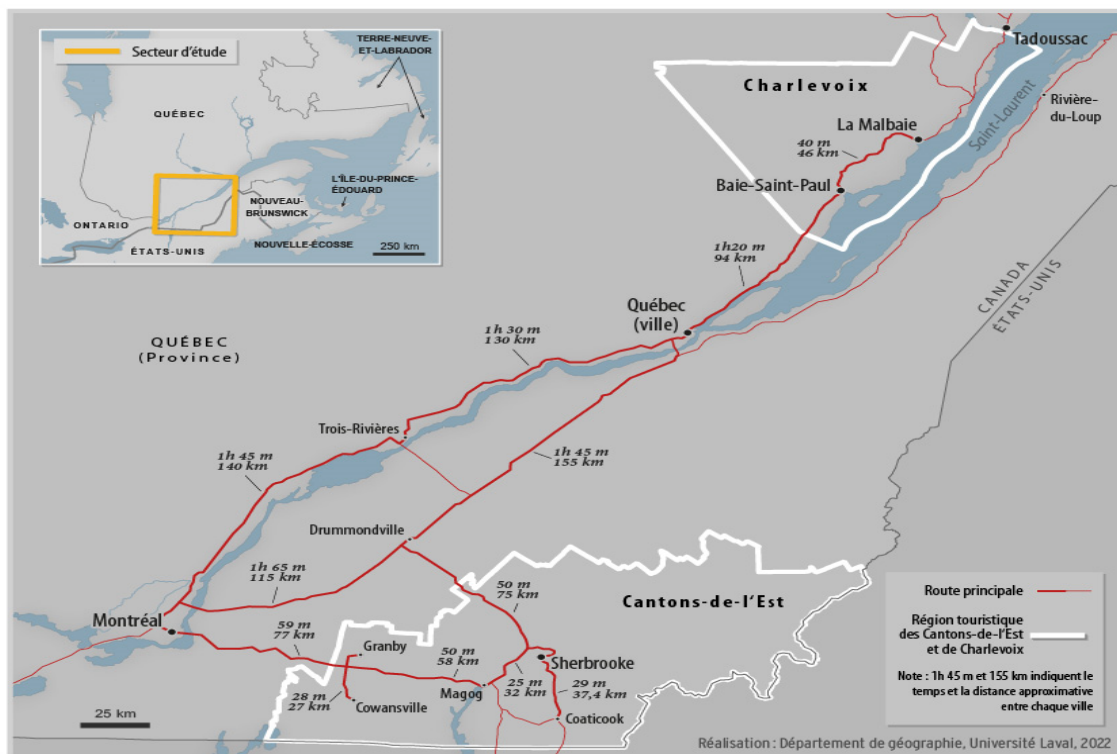 Secteur d'étude
TERRE-NEUVE-
ET-LABRADOR
QUÉBEC
L'ÎLE-DU-PRINCE-
ÉDOUARD
NOUVEAU-
BRUNSWICK
ONTARIO
ÉTATS-UNIS
NOUVELLE-ÉCOSSE
250 km
Tadoussac
Charlevoix
Rivière-
du-Loup
Saint-Laurent
La Malbaie
40 m
46 km
Baie-Saint-Paul
1h20 m
94 km
CANADA
ÉTATS-UNIS
Québec
(ville)
QUÉBEC
(Province)
1h 30 m
130 km
Trois-Rivières
1h 45 m
140 km
1h 45 m
155 km
Drummondville
1h 65 m
115 km
50 m
75 km
Cantons-de-l'Est
Montréal
59 m
77 km
Granby
50 m
58 km
Sherbrooke
Magog
25 m
32 km
29 m
37,4 km
28 m
27 km
Cowansville
Coaticook
25 km
Route principale
Région touristique
des Cantons-de-l'Est
et de Charlevoix
Note : 1h 45 m et 155 km indiquent le
temps et la distance approximative
entre chaque ville
Réalisation : Département de géographie, Université Laval, 2022